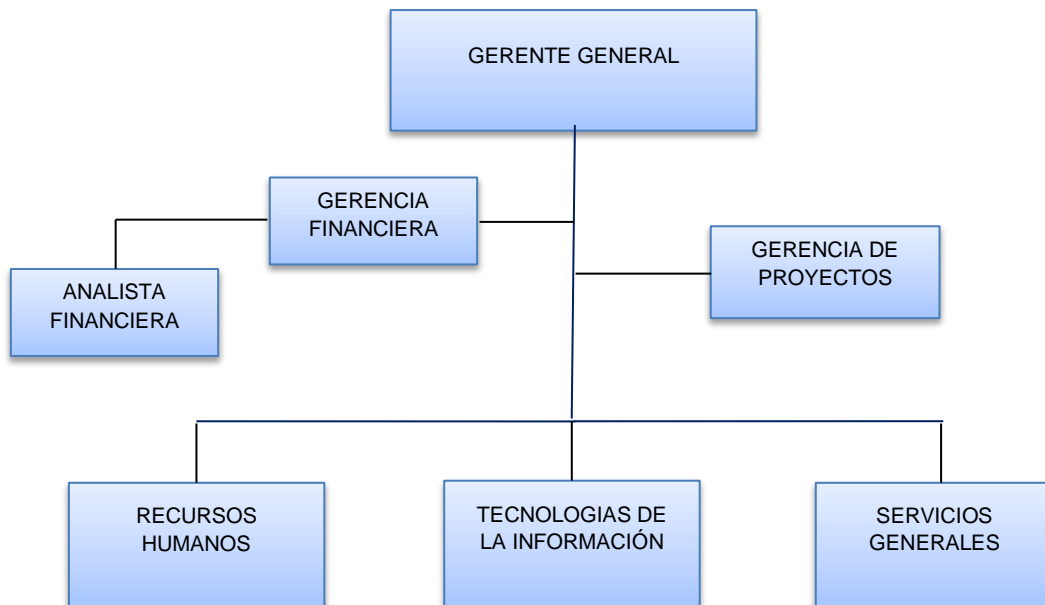 GERENTE GENERAL
GERENCIA
FINANCIERA
GERENCIA DE
PROYECTOS
ANALISTA
FINANCIERA
RECURSOS
HUMANOS
TECNOLOGIAS DE
LA INFORMACIÓN
SERVICIOS
GENERALES